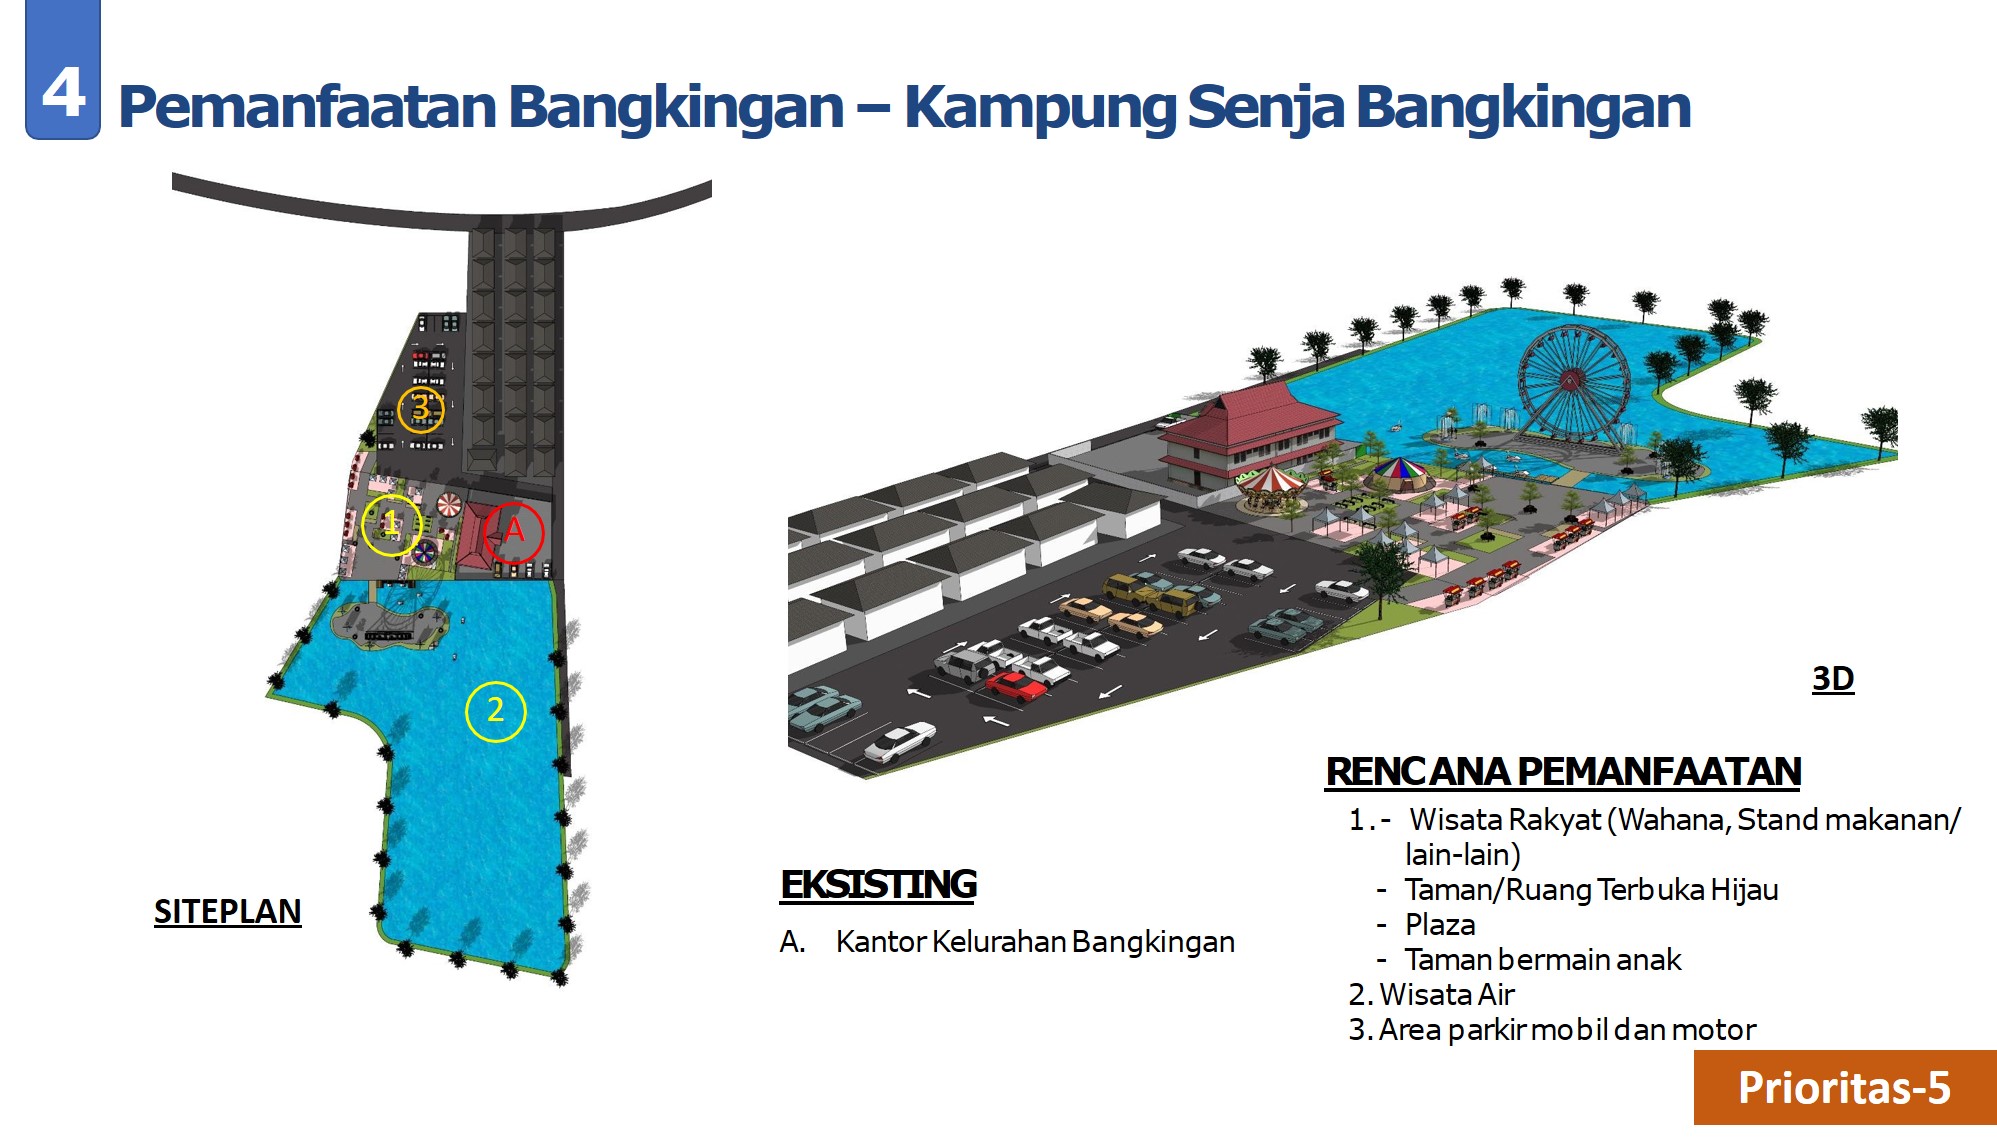 4
Pemanfaatan Bangkingan – Kampung Senja Bangkingan
3
1
A
2
SITEPLAN
3D
EKSISTING
A. Kantor Kelurahan Bangkingan
RENCANA PEMANFAATAN
1. - Wisata Rakyat (Wahana, Stand makanan/
lain-lain)
- Taman/Ruang Terbuka Hijau
- Plaza
- Taman bermain anak
2. Wisata Air
3. Area parkir mobil dan motor
Prioritas-5